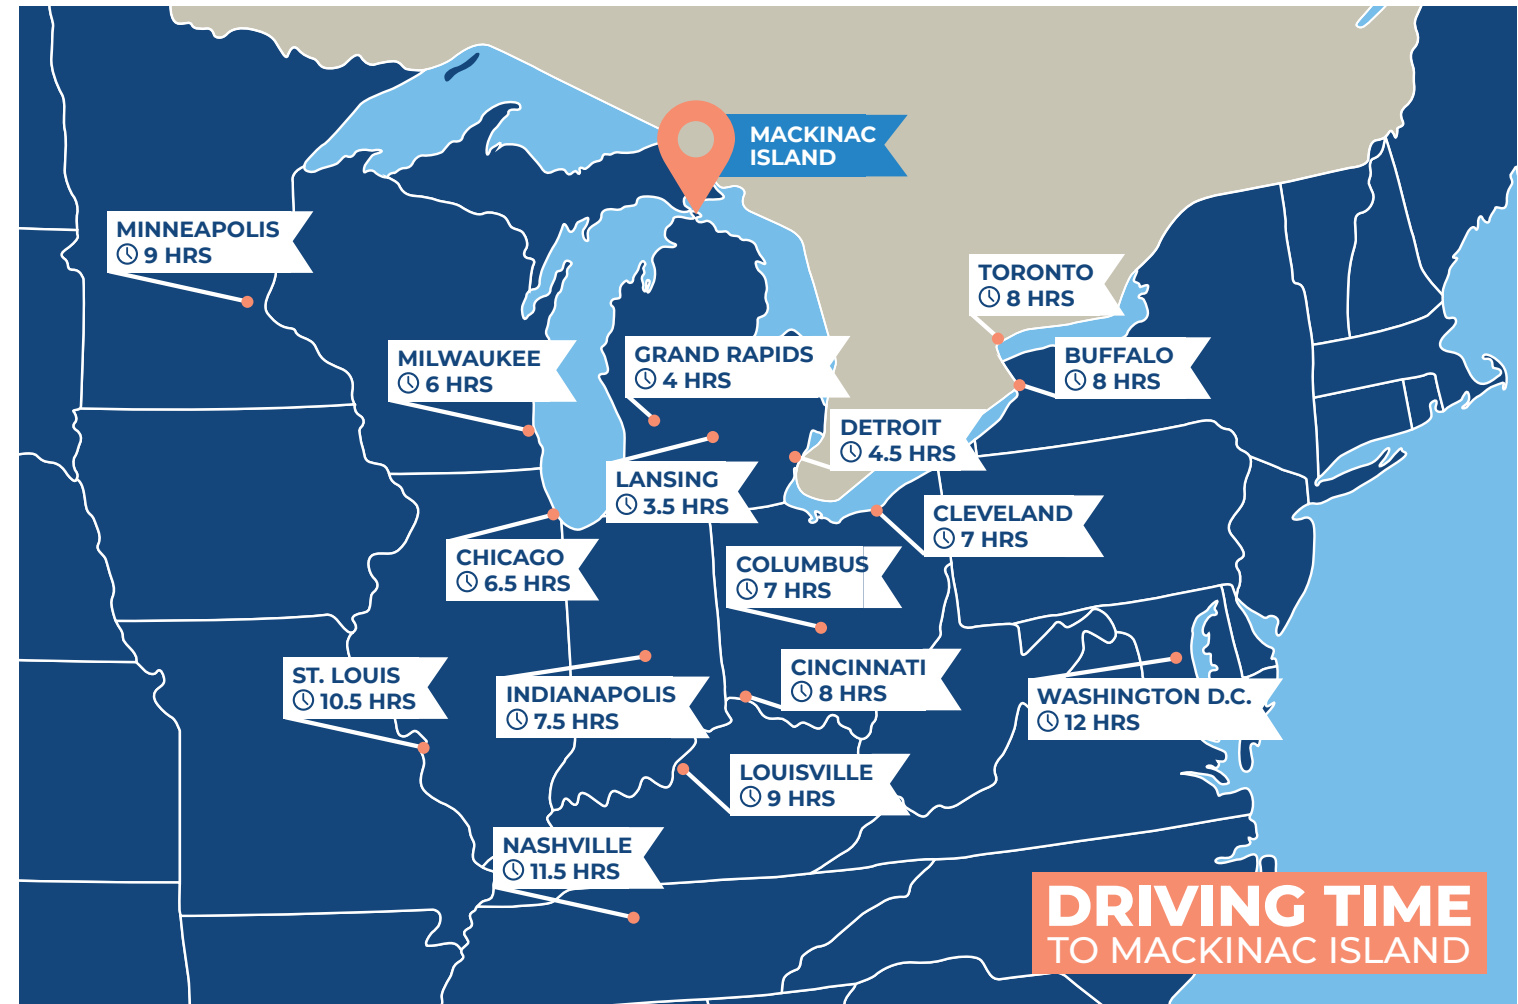 MACKINAC
ISLAND
MINNEAPOLIS
9 HRS
TORONTO
8 HRS
MILWAUKEE
6 HRS
GRAND RAPIDS
4 HRS
BUFFALO
8 HRS
DETROIT
4.5 HRS
LANSING
3.5 HRS
CLEVELAND
7 HRS
CHICAGO
6.5 HRS
COLUMBUS
7 HRS
ST. LOUIS
10.5 HRS
INDIANAPOLIS
7.5 HRS
CINCINNATI
8 HRS
WASHINGTON D.C.
12 HRS
LOUISVILLE
9 HRS
NASHVILLE
11.5 HRS
DRIVING TIME
TO MACKINAC ISLAND